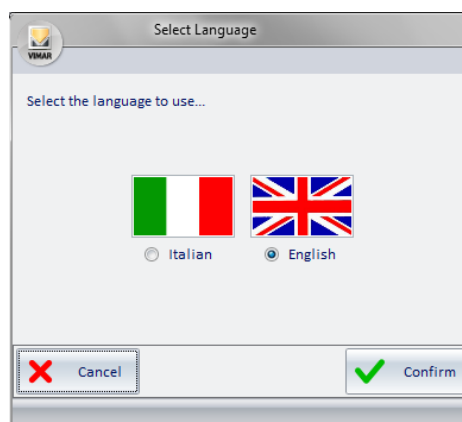 Select Language
VIMAR
Select the language to use...
Italian
English
Cancel
Confirm